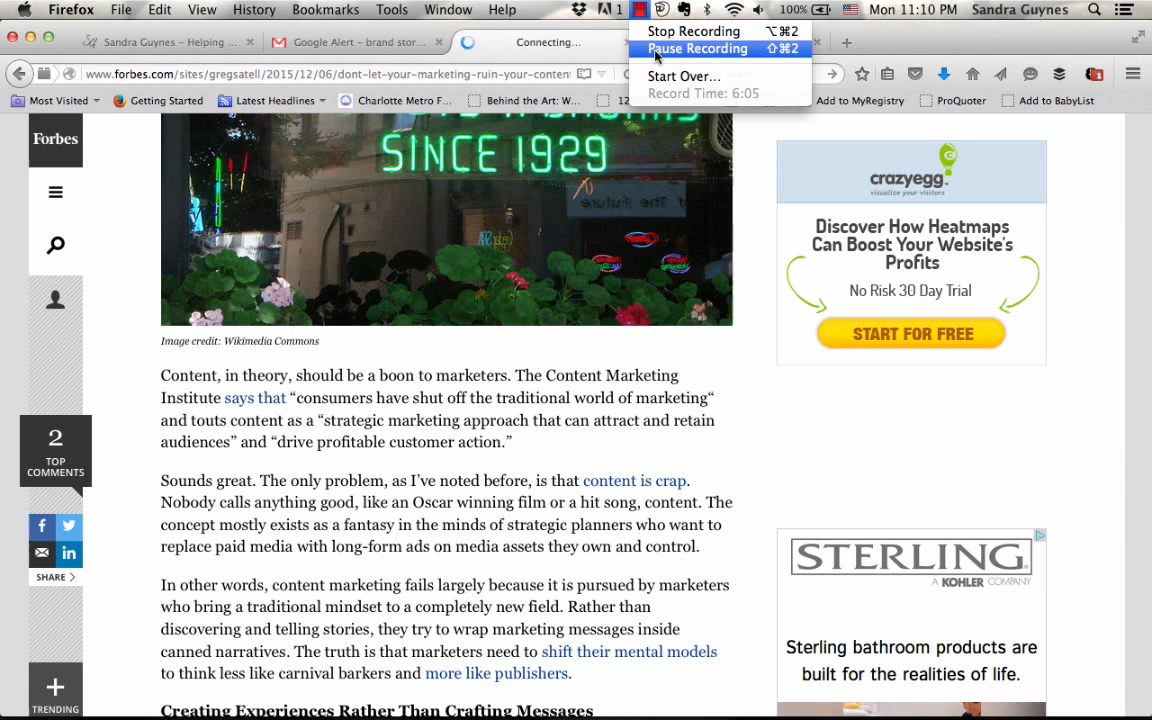 Firefox File Edit View History Bookmarks Tools Window Help 1 100% Mon 11:10 PM Sandra Guynes
Stop Recording ⌥⌘2
Pause Recording ⇧⌘2
Start Over...
Record Time: 6:05
Sandra Guynes – Helping ... × Google Alert – brand stor... × Connecting... × +
www.forbes.com/sites/gregsatell/2015/12/06/dont-let-your-marketing-ruin-your-conten
1
Most Visited Getting Started Latest Headlines Charlotte Metro F... Behind the Art: W... 12 Add to MyRegistry ProQuoter Add to BabyList
Forbes
SINCE 1929
Image credit: Wikimedia Commons
Content, in theory, should be a boon to marketers. The Content Marketing
Institute says that “consumers have shut off the traditional world of marketing“
and touts content as a “strategic marketing approach that can attract and retain
audiences” and “drive profitable customer action.”
Sounds great. The only problem, as I’ve noted before, is that content is crap.
Nobody calls anything good, like an Oscar winning film or a hit song, content. The
concept mostly exists as a fantasy in the minds of strategic planners who want to
replace paid media with long-form ads on media assets they own and control.
In other words, content marketing fails largely because it is pursued by marketers
who bring a traditional mindset to a completely new field. Rather than
discovering and telling stories, they try to wrap marketing messages inside
canned narratives. The truth is that marketers need to shift their mental models
to think less like carnival barkers and more like publishers.
Creating Experiences Rather Than Crafting Messages
2
TOP
COMMENTS
f
in
SHARE >
+
TRENDING
crazyegg™
visualize your visitors
Discover How Heatmaps
Can Boost Your Website's
Profits
No Risk 30 Day Trial
START FOR FREE
STERLING
A KOHLER COMPANY
Sterling bathroom products are
built for the realities of life.